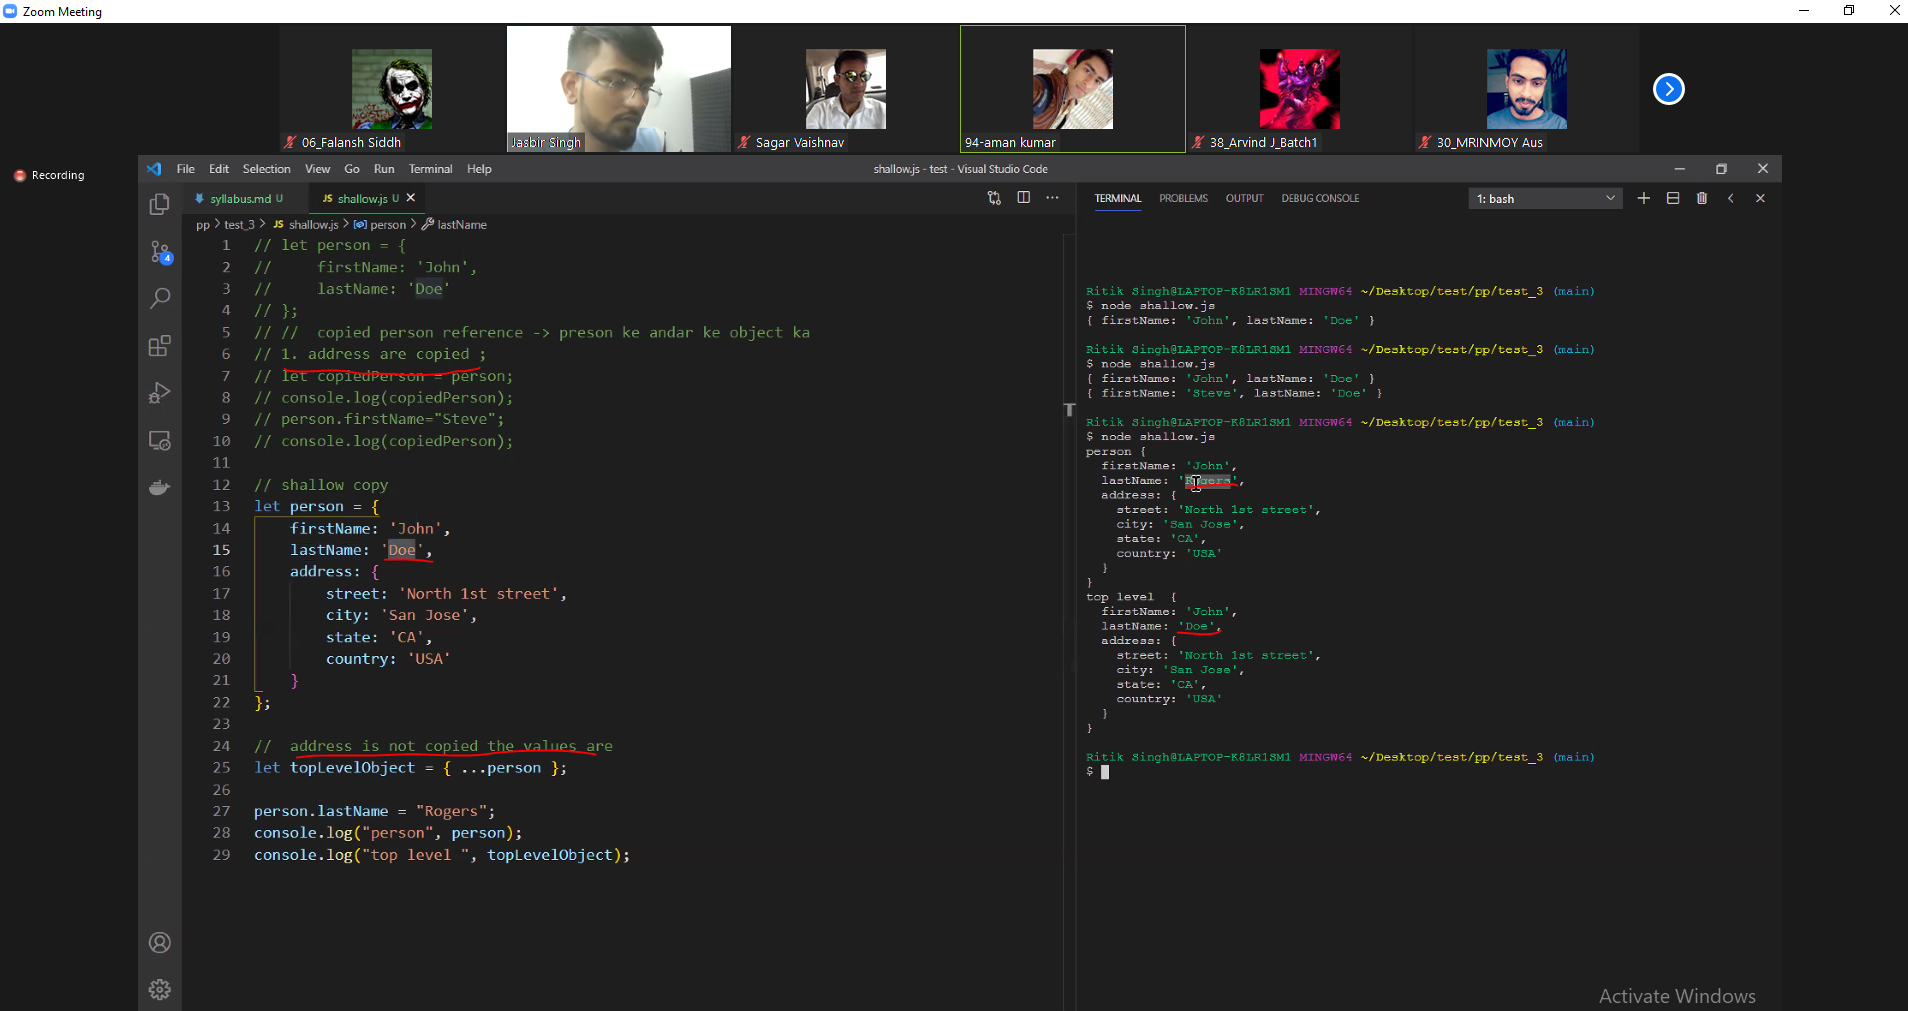 Zoom Meeting
06_Falansh Siddh
Jasbir Singh
Sagar Vaishnav
94-aman kumar
38_Arvind J_Batch1
30_MRINMOY Aus
Recording
File Edit Selection View Go Run Terminal Help
shallow.js - test - Visual Studio Code
syllabus.md U
JS shallow.js U
pp > test_3 > JS shallow.js > person > lastName
1 // let person = {
2 //     firstName: 'John',
3 //     lastName: 'Doe'
4 // };
5 // //  copied person reference -> preson ke andar ke object ka
6 // 1. address are copied ;
7 // let copiedPerson = person;
8 // console.log(copiedPerson);
9 // person.firstName="Steve";
10 // console.log(copiedPerson);
11
12 // shallow copy
13 let person = {
14     firstName: 'John',
15     lastName: 'Doe',
16     address: {
17         street: 'North 1st street',
18         city: 'San Jose',
19         state: 'CA',
20         country: 'USA'
21     }
22 };
23
24 //  address is not copied the values are
25 let topLevelObject = { ...person };
26
27 person.lastName = "Rogers";
28 console.log("person", person);
29 console.log("top level ", topLevelObject);
4
TERMINAL PROBLEMS OUTPUT DEBUG CONSOLE
1: bash
Ritik Singh@LAPTOP-K8LR1SM1 MINGW64 ~/Desktop/test/pp/test_3 (main)
$ node shallow.js
{ firstName: 'John', lastName: 'Doe' }
Ritik Singh@LAPTOP-K8LR1SM1 MINGW64 ~/Desktop/test/pp/test_3 (main)
$ node shallow.js
{ firstName: 'John', lastName: 'Doe' }
{ firstName: 'Steve', lastName: 'Doe' }
Ritik Singh@LAPTOP-K8LR1SM1 MINGW64 ~/Desktop/test/pp/test_3 (main)
$ node shallow.js
person {
  firstName: 'John',
  lastName: 'Rogers',
  address: {
    street: 'North 1st street',
    city: 'San Jose',
    state: 'CA',
    country: 'USA'
  }
}
top level  {
  firstName: 'John',
  lastName: 'Doe',
  address: {
    street: 'North 1st street',
    city: 'San Jose',
    state: 'CA',
    country: 'USA'
  }
}
Ritik Singh@LAPTOP-K8LR1SM1 MINGW64 ~/Desktop/test/pp/test_3 (main)
$
Activate Windows